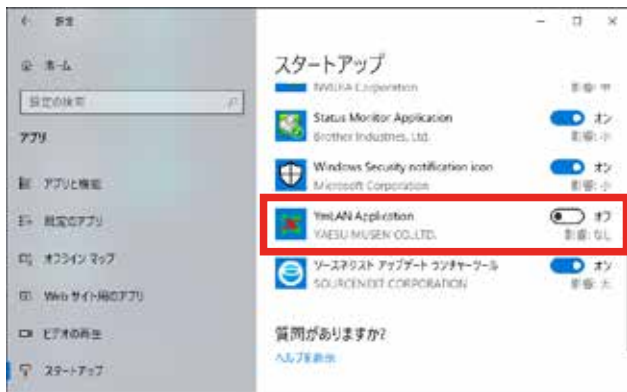 設定
ホーム
設定の検索
アプリ
アプリと機能
既定のアプリ
オフライン マップ
Web サイト用のアプリ
ビデオの再生
スタートアップ
スタートアップ
NVIDIA Corporation
影響: 中
Status Monitor Application
オン
Brother Industries, Ltd.
影響: 小
Windows Security notification icon
オン
Microsoft Corporation
影響: 小
オフ
YAESU MUSEN CO.,LTD.
影響: なし
ソースネクスト アップデート ランチャーツール
オン
SOURCENEXT CORPORATION
影響: 大
質問がありますか?
ヘルプを表示